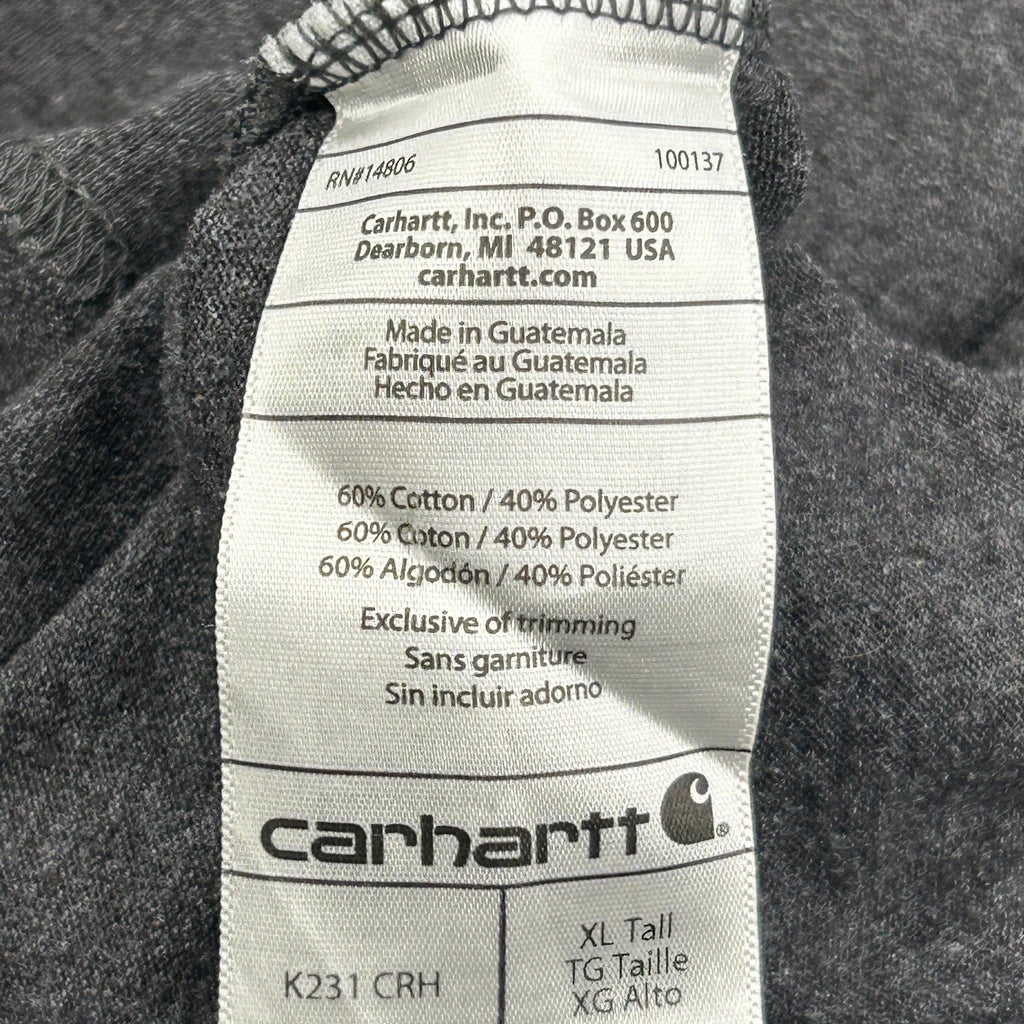 RN#14806 100137
Carhartt, Inc. P.O. Box 600
Dearborn, MI 48121 USA
carhartt.com
Made in Guatemala
Fabriqué au Guatemala
Hecho en Guatemala
60% Cotton / 40% Polyester
60% Coton / 40% Polyester
60% Algodón / 40% Poliéster
Exclusive of trimming
Sans garniture
Sin incluir adorno
carhartt ®
K231 CRH
XL Tall
TG Taille
XG Alto